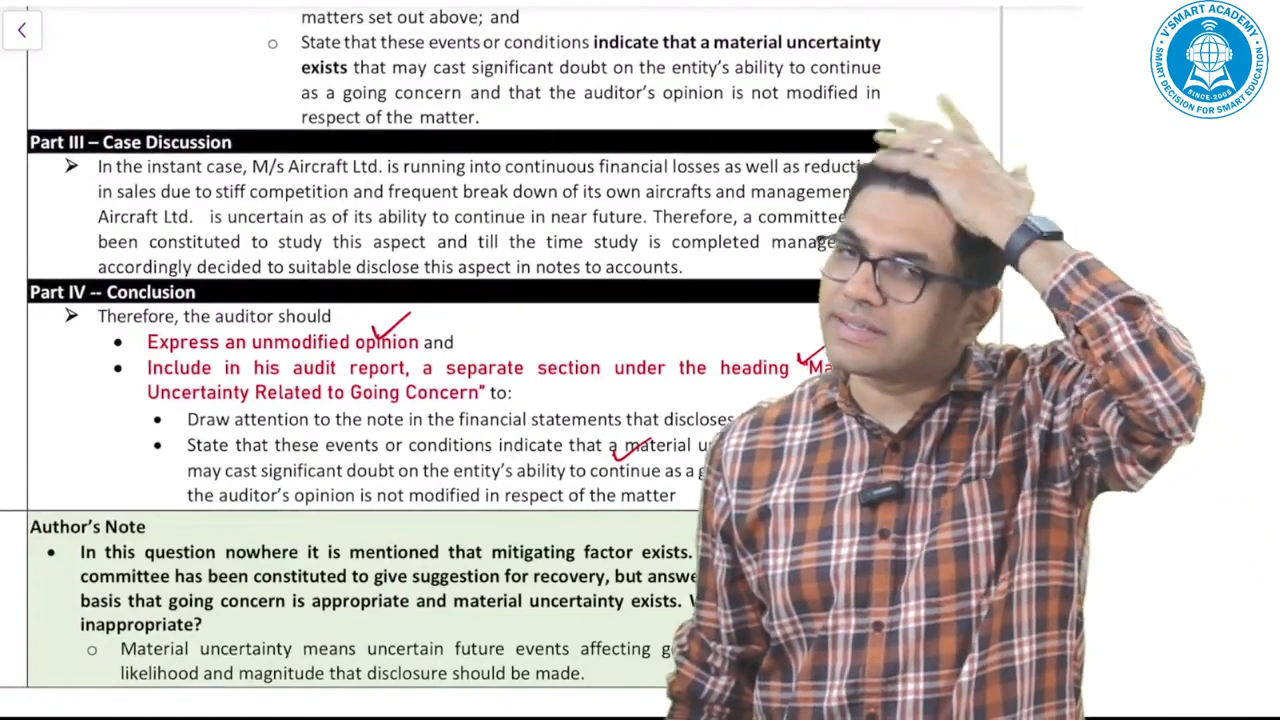 matters set out above; and
○ State that these events or conditions indicate that a material uncertainty
exists that may cast significant doubt on the entity's ability to continue
as a going concern and that the auditor's opinion is not modified in
respect of the matter.
Part III – Case Discussion
➢ In the instant case, M/s Aircraft Ltd. is running into continuous financial losses as well as
in sales due to stiff competition and frequent break down of its own aircrafts and
Aircraft Ltd. is uncertain as of its ability to continue in near future. Therefore, a committee
been constituted to study this aspect and till the time study is completed
accordingly decided to suitable disclose this aspect in notes to accounts.
Part IV -- Conclusion
➢ Therefore, the auditor should
• Express an unmodified opinion and
• Include in his audit report, a separate section under the heading
Uncertainty Related to Going Concern" to:
• Draw attention to the note in the financial statements that discloses
• State that these events or conditions indicate that a material
may cast significant doubt on the entity's ability to continue as a
the auditor's opinion is not modified in respect of the matter
Author's Note
• In this question nowhere it is mentioned that mitigating factor exists.
committee has been constituted to give suggestion for recovery, but
basis that going concern is appropriate and material uncertainty exists.
inappropriate?
○ Material uncertainty means uncertain future events affecting
likelihood and magnitude that disclosure should be made.
V'SMART ACADEMY
SMART DECISION FOR SMART EDUCATION
SINCE-2005